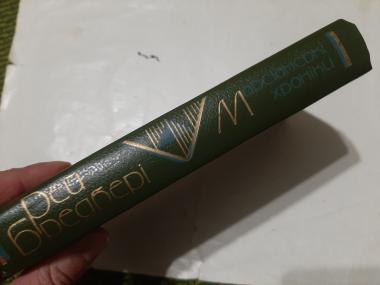 Рей
Бредбері
Марсіанські
хроніки